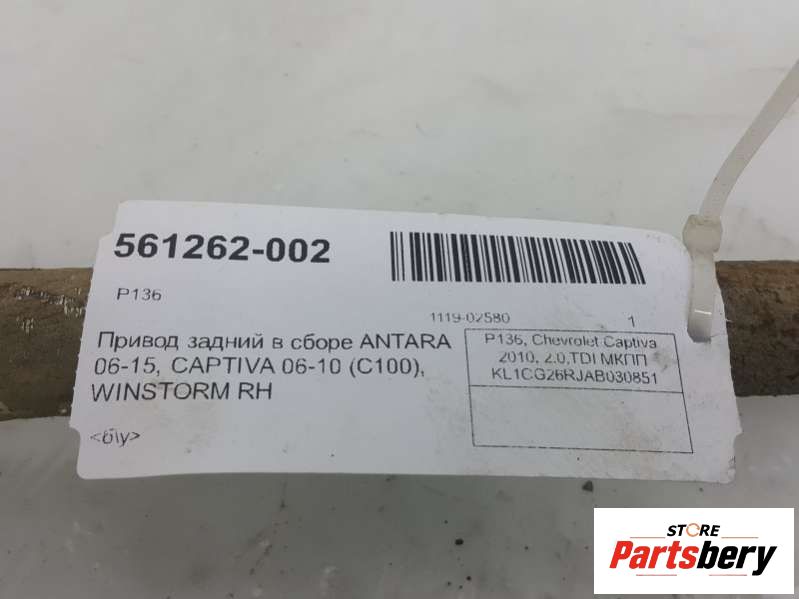 561262-002
P136
1119-02580 1
Привод задний в сборе ANTARA
06-15, CAPTIVA 06-10 (C100),
WINSTORM RH
<б\у>
P136, Chevrolet Captiva
2010, 2.0,TDI МКПП
KL1CG26RJAB030851
STORE
Partsbery